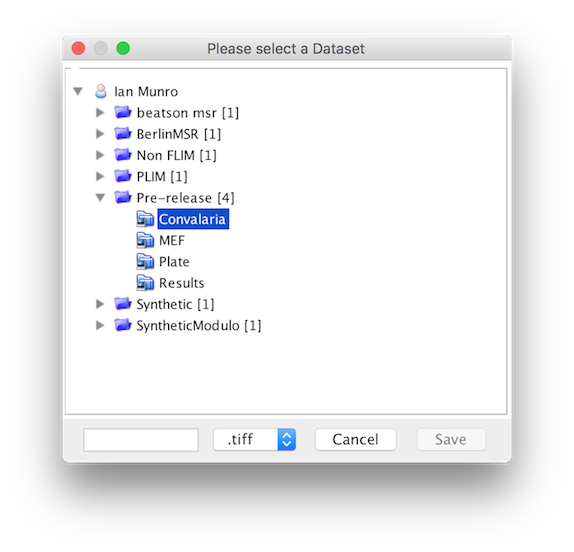 Please select a Dataset
Ian Munro
beatson msr [1]
BerlinMSR [1]
Non FLIM [1]
PLIM [1]
Pre-release [4]
Convalaria
MEF
Plate
Results
Synthetic [1]
SyntheticModulo [1]
.tiff Cancel Save